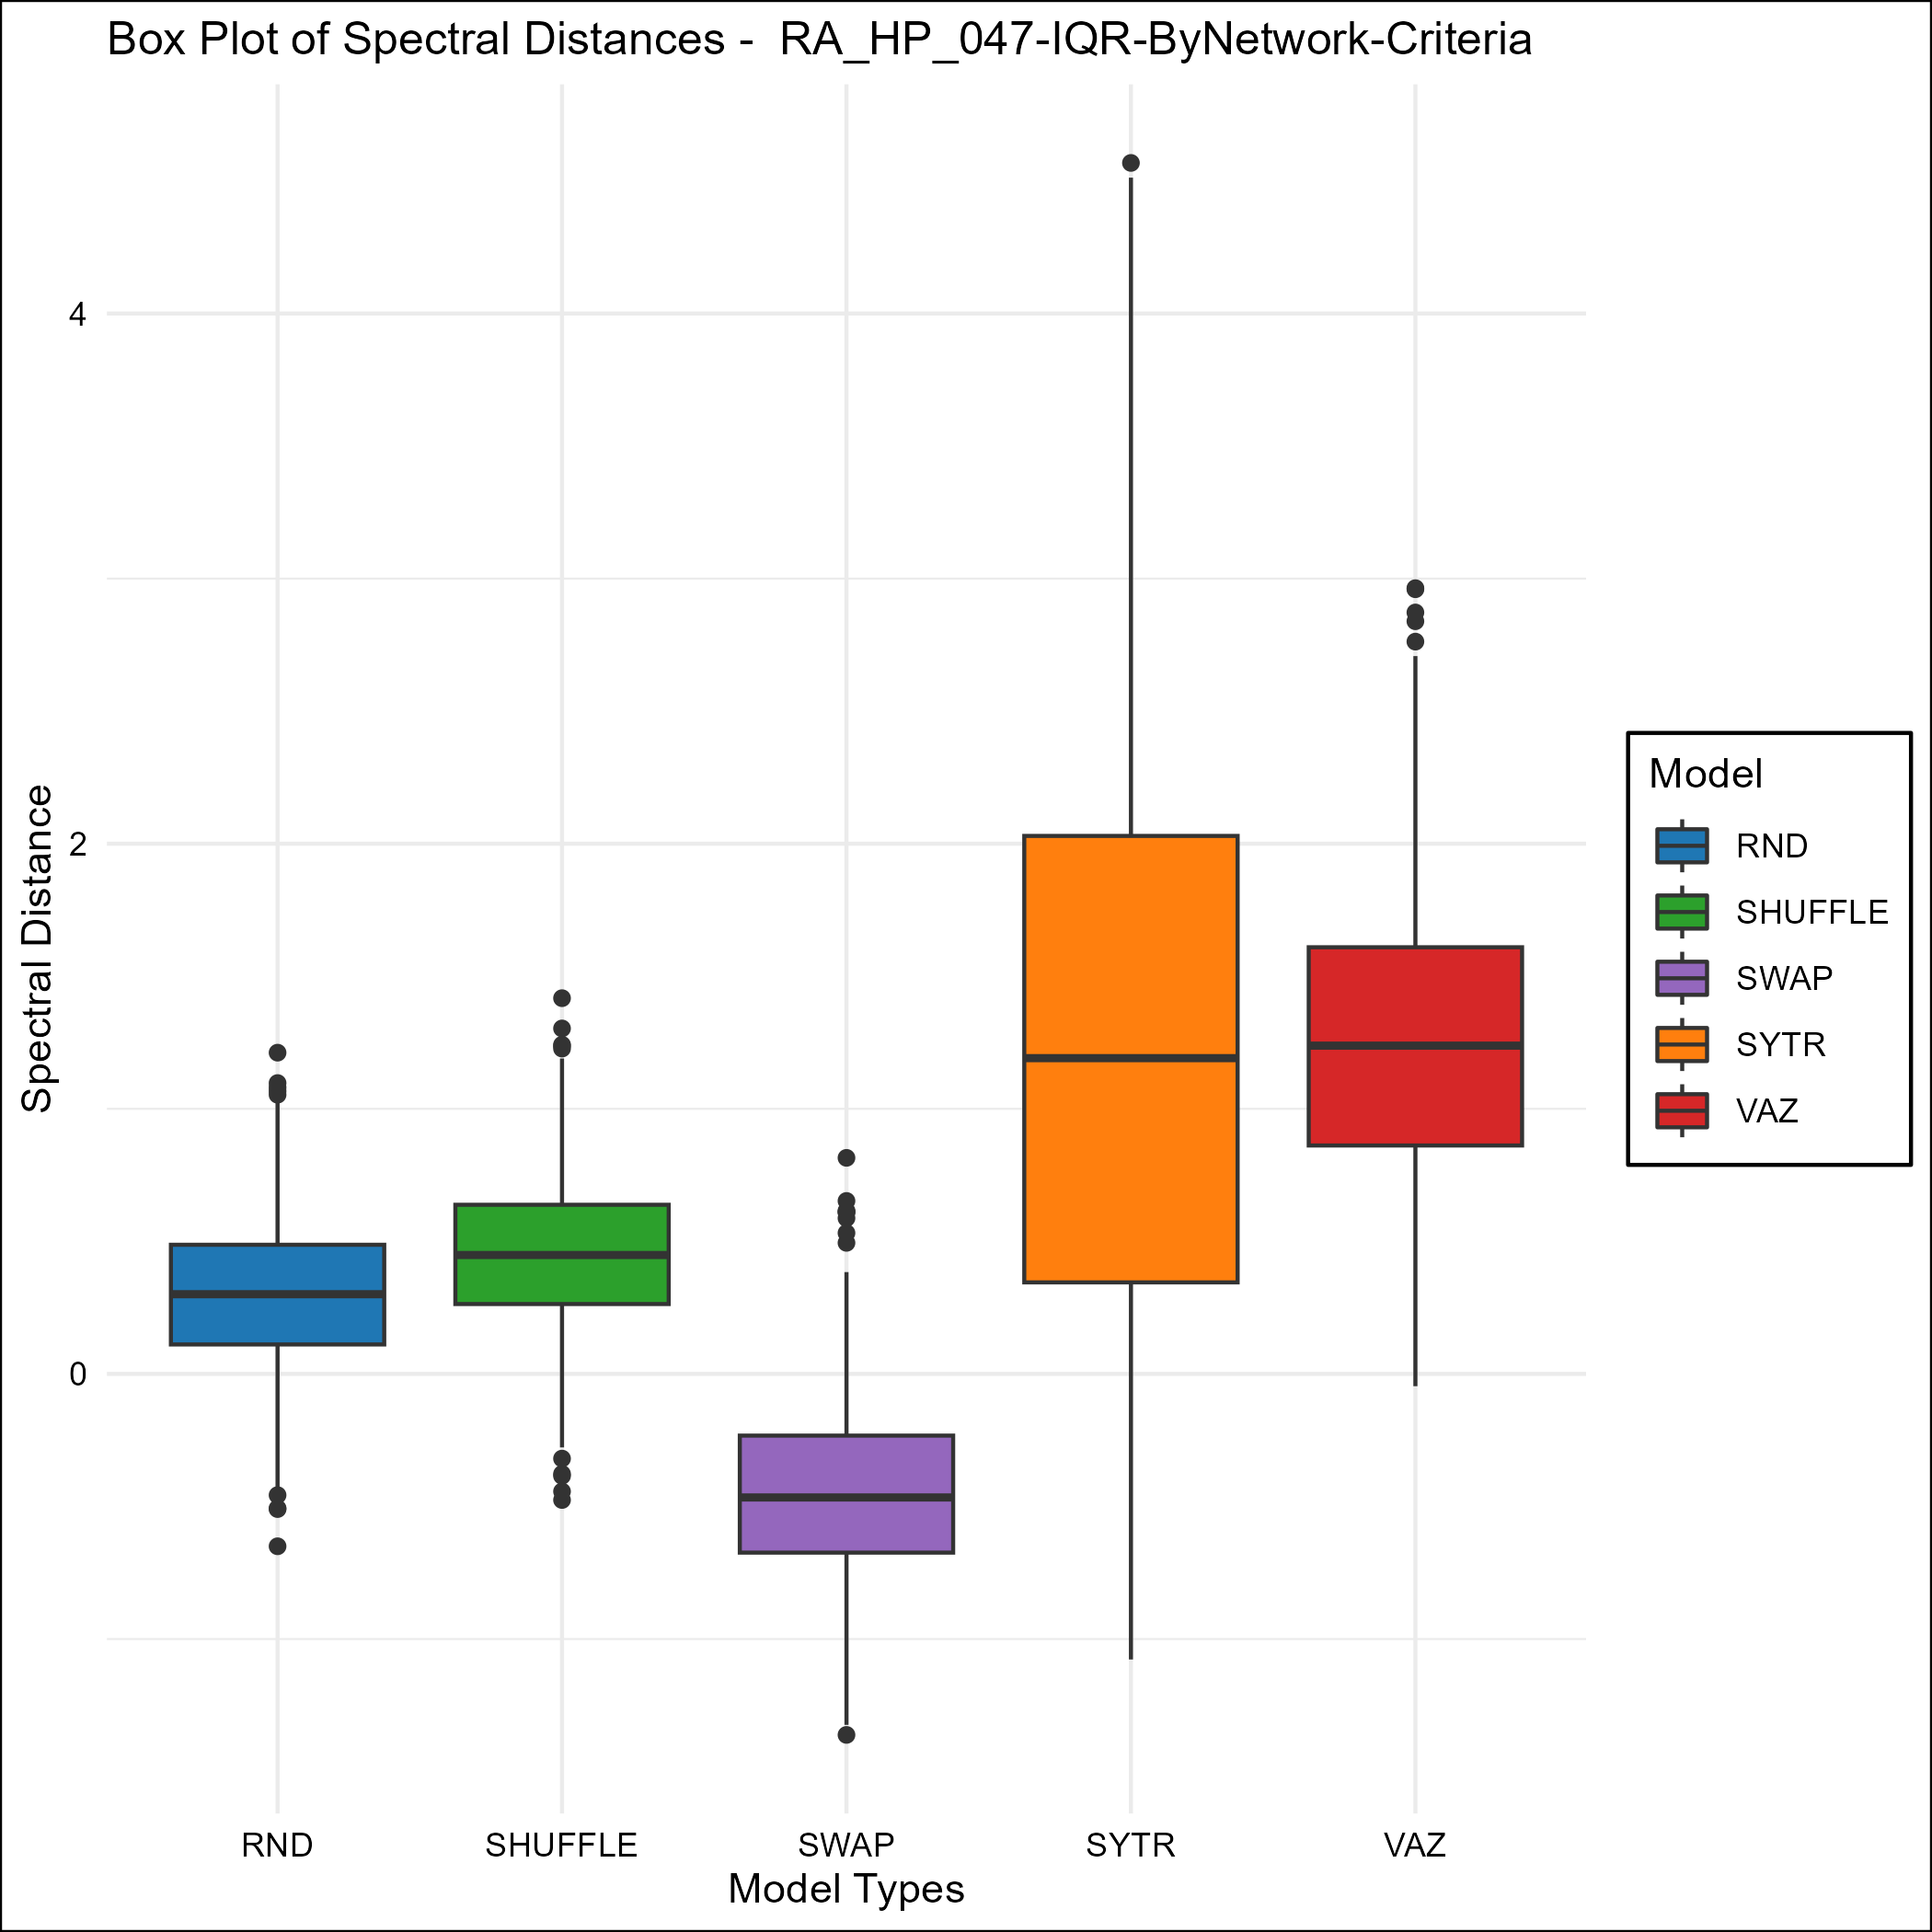 Box Plot of Spectral Distances -  RA_HP_047-IQR-ByNetwork-Criteria
Spectral Distance
4
2
0
RND
SHUFFLE
SWAP
SYTR
VAZ
Model Types
Model
RND
SHUFFLE
SWAP
SYTR
VAZ